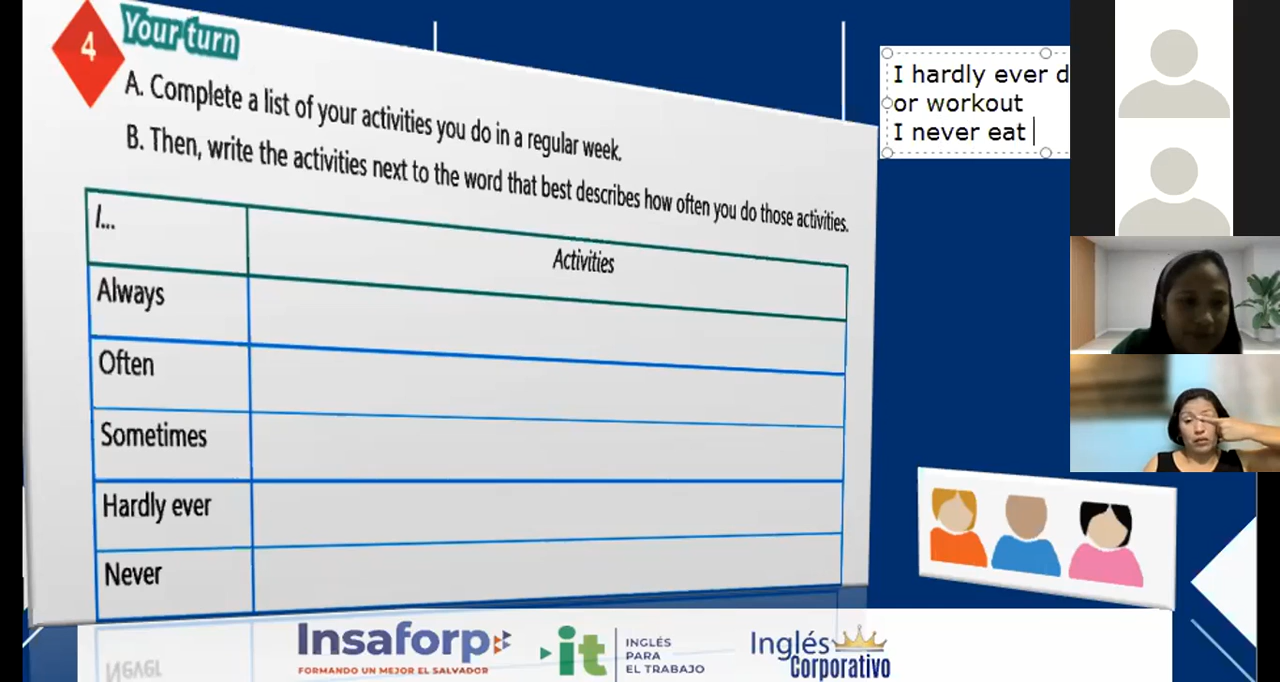 4
Your turn
A. Complete a list of your activities you do in a regular week.
B. Then, write the activities next to the word that best describes how often you do those activities.
I...
Activities
Always
Often
Sometimes
Hardly ever
Never
I hardly ever d
or workout
I never eat
Insaforp
FORMANDO UN MEJOR EL SALVADOR
it
INGLÉS
PARA
EL TRABAJO
Inglés
Corporativo
Never